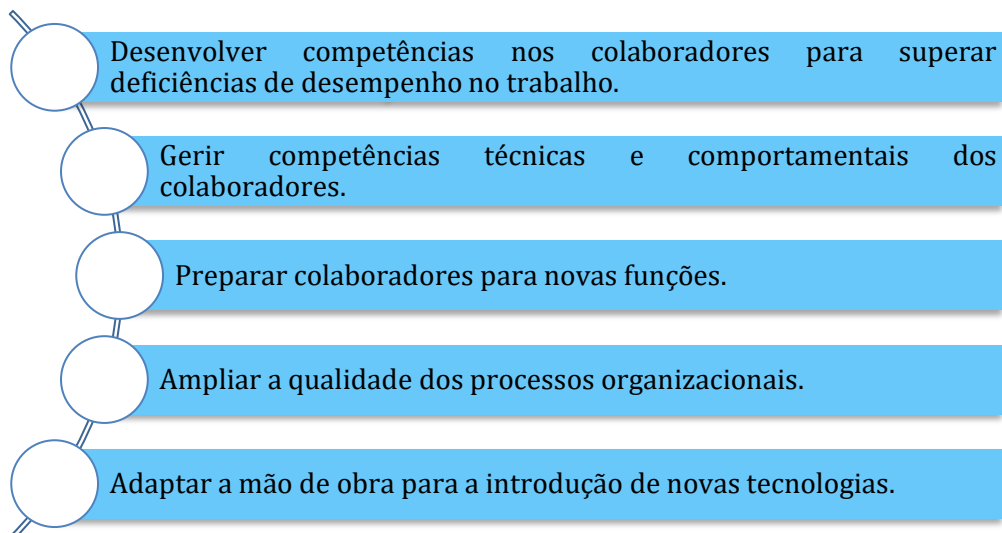 Desenvolver competências nos colaboradores para superar
deficiências de desempenho no trabalho.
Gerir competências técnicas e comportamentais dos
colaboradores.
Preparar colaboradores para novas funções.
Ampliar a qualidade dos processos organizacionais.
Adaptar a mão de obra para a introdução de novas tecnologias.